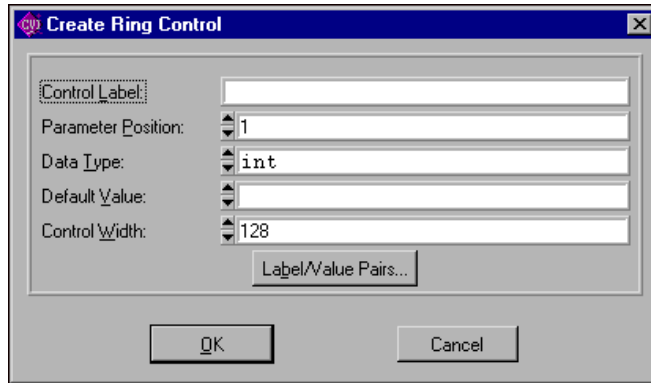 CVI Create Ring Control
Control Label:
Parameter Position: 1
Data Type: int
Default Value:
Control Width: 128
Label/Value Pairs...
OK Cancel